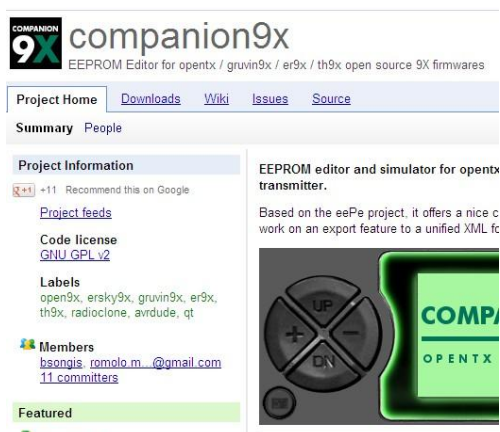 COMPANION
9X
companion9x
EEPROM Editor for opentx / gruvin9x / er9x / th9x open source 9X firmwares
Project Home Downloads Wiki Issues Source
Summary People
Project Information
g+1 +11 Recommend this on Google
Project feeds
Code license
GNU GPL v2
Labels
open9x, ersky9x, gruvin9x, er9x,
th9x, radioclone, avrdude, qt
Members
bsongis, romolo.m...@gmail.com
11 committers
Featured
EEPROM editor and simulator for opentx
transmitter.
Based on the eePe project, it offers a nice c
work on an export feature to a unified XML fo
UP
+ -
DN
COMPA
OPENTX